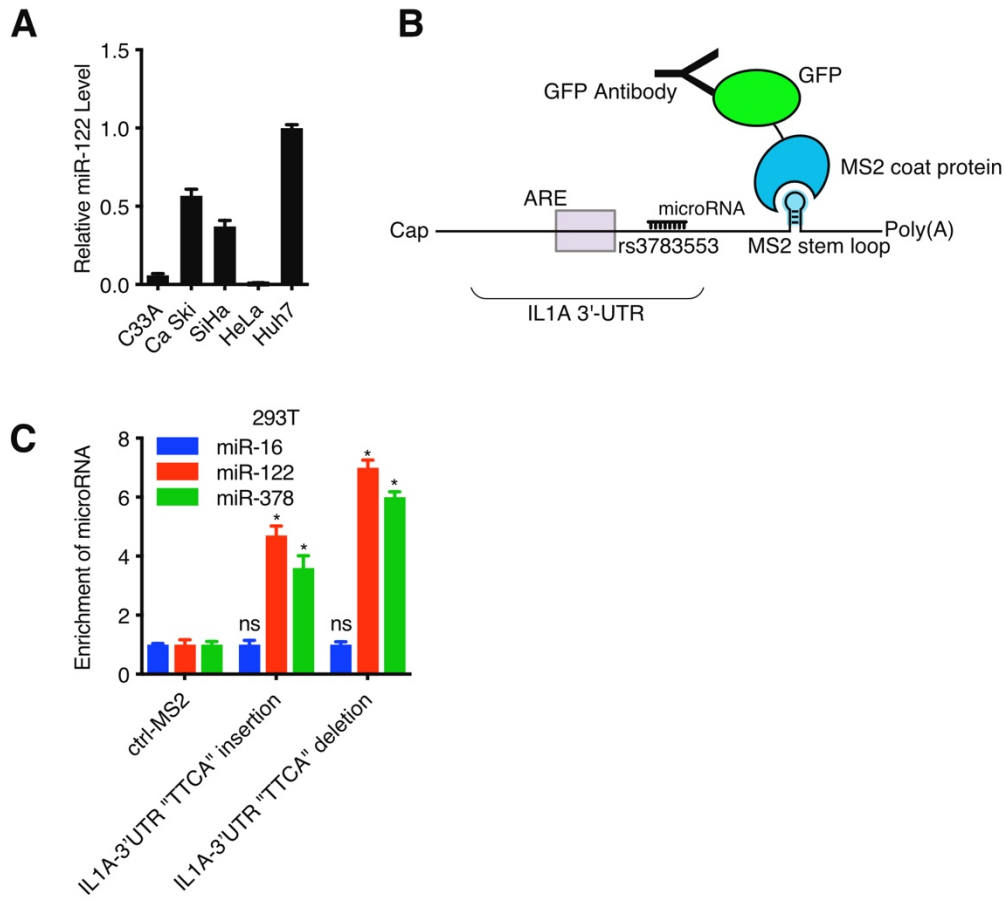 A
Relative miR-122 Level
1.5
1.0
0.5
0.0
C33A
Ca Ski
SiHa
HeLa
Huh7
B
GFP Antibody
GFP
MS2 coat protein
ARE
microRNA
Cap
Poly(A)
rs3783553
MS2 stem loop
IL1A 3'-UTR
C
293T
Enrichment of microRNA
8
6
4
2
0
miR-16
miR-122
miR-378
ns
*
*
ns
*
*
ctrl-MS2
IL1A-3'UTR "TTCA" insertion
IL1A-3'UTR "TTCA" deletion